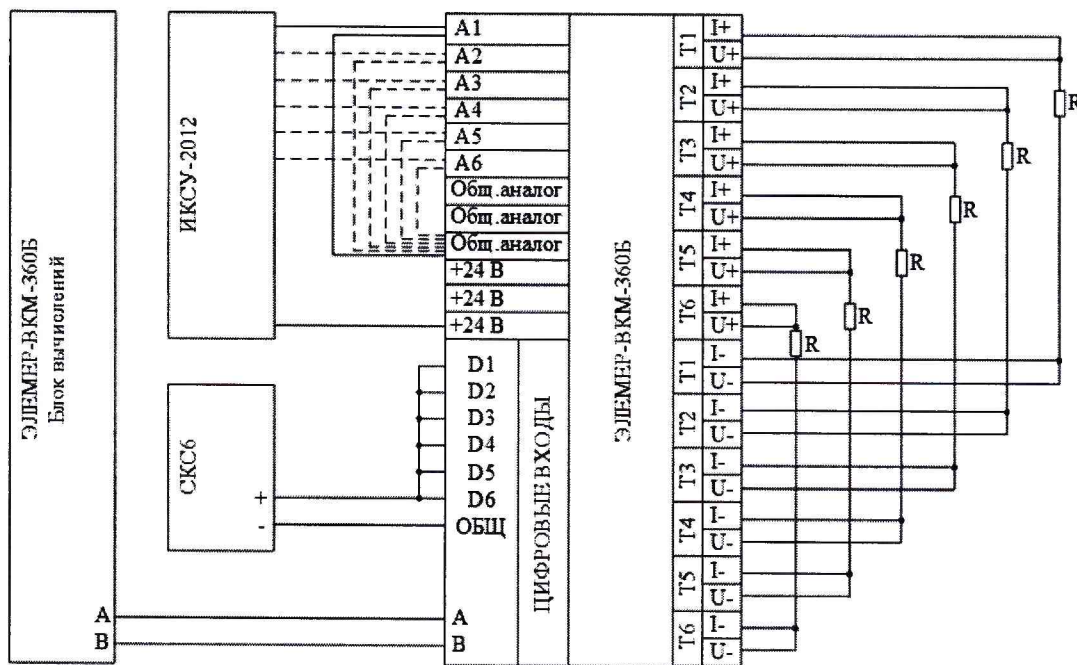 ЭЛЕМЕР-ВКМ-360Б
Блок вычислений
A
B
ИКСУ-2012
СКС6
+
-
A1
A2
A3
A4
A5
A6
Общ.аналог
Общ.аналог
Общ.аналог
+24 В
+24 В
+24 В
D1
D2
D3
D4
D5
D6
ОБЩ
A
B
ЦИФРОВЫЕ ВХОДЫ
ЭЛЕМЕР-ВКМ-360Б
T1
I+
U+
T2
I+
U+
T3
I+
U+
T4
I+
U+
T5
I+
U+
T6
I+
U+
T1
I-
U-
T2
I-
U-
T3
I-
U-
T4
I-
U-
T5
I-
U-
T6
I-
U-
R
R
R
R
R
R